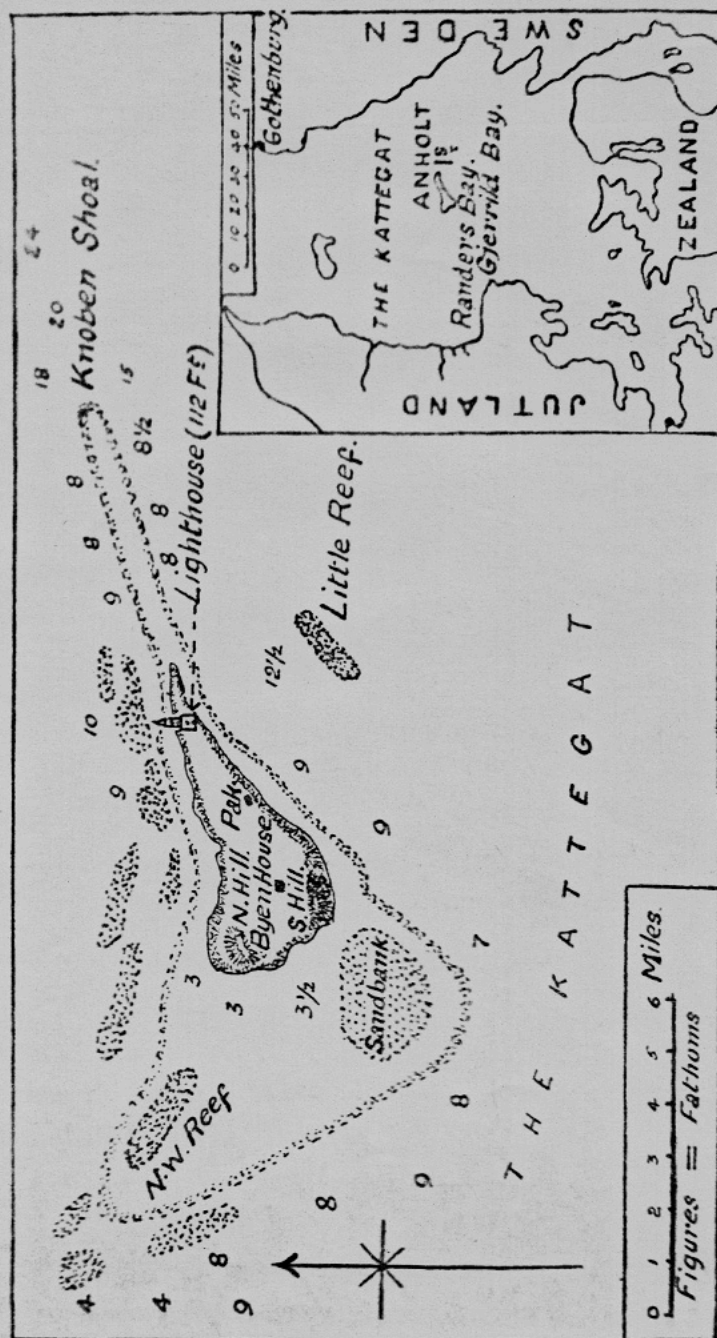 18
20
Knoben Shoal.
15
4
10
9
9
8
8
8½
8
8
Lighthouse (112 Ft)
4
N.W. Reef
3
8
9
3
N. Hill. Pak.
Byen House.
S. Hill.
3½
12½
Little Reef.
8
Sandbank
9
9
9
8
7
THE KATTEGAT
0 1 2 3 4 5 6 Miles.
Figures = Fathoms
0 10 20 30 40 50 Miles
Gothenburg.
SWEDEN
THE KATTEGAT
ANHOLT
Is.
Randers Bay.
Gjerrild Bay.
JUTLAND
ZEALAND